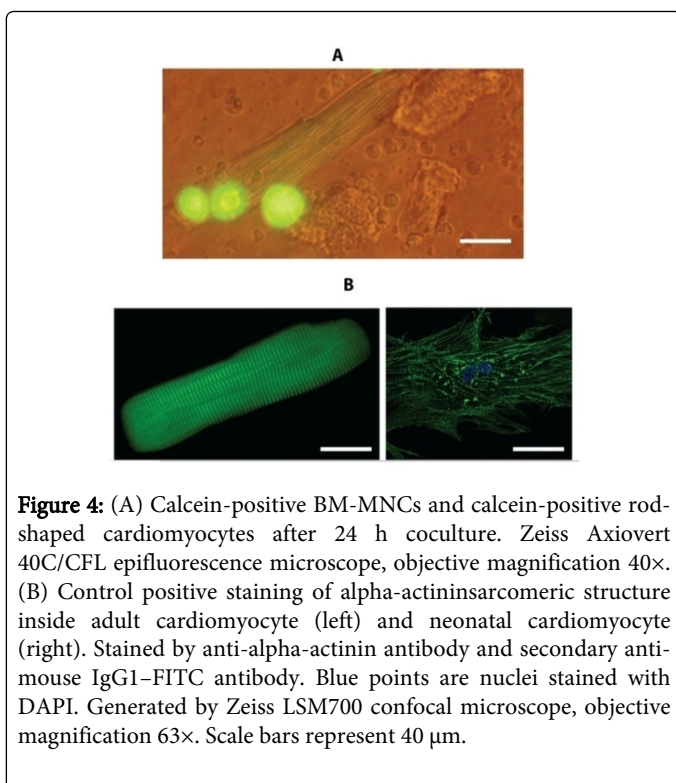 A
B
Figure 4: (A) Calcein-positive BM-MNCs and calcein-positive rod-
shaped cardiomyocytes after 24 h coculture. Zeiss Axiovert
40C/CFL epifluorescence microscope, objective magnification 40×.
(B) Control positive staining of alpha-actininsarcomeric structure
inside adult cardiomyocyte (left) and neonatal cardiomyocyte
(right). Stained by anti-alpha-actinin antibody and secondary anti-
mouse IgG1–FITC antibody. Blue points are nuclei stained with
DAPI. Generated by Zeiss LSM700 confocal microscope, objective
magnification 63×. Scale bars represent 40 μm.